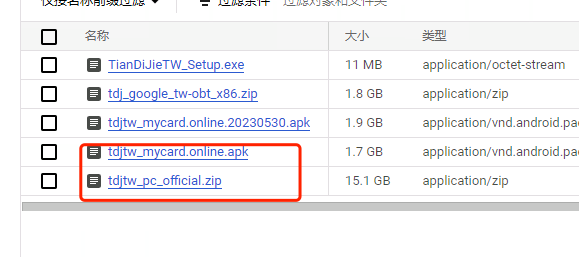 仅按名称前缀过滤 过滤条件 过滤对象和文件夹
名称 大小 类型
TianDiJieTW_Setup.exe 11 MB application/octet-stream
tdj_google_tw-obt_x86.zip 1.8 GB application/zip
tdjtw_mycard.online.20230530.apk 1.9 GB application/vnd.android.pac
tdjtw_mycard.online.apk 1.7 GB application/vnd.android.pac
tdjtw_pc_official.zip 15.1 GB application/zip